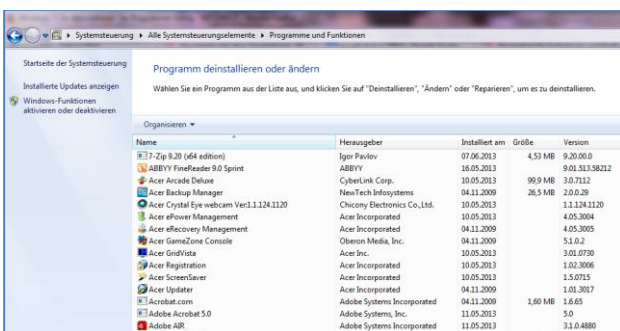 Systemsteuerung ▸ Alle Systemsteuerungselemente ▸ Programme und Funktionen
Startseite der Systemsteuerung
Installierte Updates anzeigen
Windows-Funktionen
aktivieren oder deaktivieren
Programm deinstallieren oder ändern
Wählen Sie ein Programm aus der Liste aus, und klicken Sie auf "Deinstallieren", "Ändern" oder "Reparieren", um es zu deinstallieren.
Organisieren
Name Herausgeber Installiert am Größe Version
7-Zip 9.20 (x64 edition) Igor Pavlov 07.06.2013 4,53 MB 9.20.00.0
ABBYY FineReader 9.0 Sprint ABBYY 16.05.2013 9.01.513.58212
Acer Arcade Deluxe CyberLink Corp. 10.05.2013 99,9 MB 3.0.7112
Acer Backup Manager NewTech Infosystems 04.11.2009 26,5 MB 2.0.0.29
Acer Crystal Eye webcam Ver:1.1.124.1120 Chicony Electronics Co.,Ltd. 10.05.2013 1.1.124.1120
Acer ePower Management Acer Incorporated 10.05.2013 4.05.3004
Acer eRecovery Management Acer Incorporated 04.11.2009 4.05.3005
Acer GameZone Console Oberon Media, Inc. 04.11.2009 5.1.0.2
Acer GridVista Acer Inc. 10.05.2013 3.01.0730
Acer Registration Acer Incorporated 10.05.2013 1.02.3006
Acer ScreenSaver Acer Incorporated 10.05.2013 1.5.0715
Acer Updater Acer Incorporated 04.11.2009 1.01.3017
Acrobat.com Adobe Systems Incorporated 04.11.2009 1,60 MB 1.6.65
Adobe Acrobat 5.0 Adobe Systems, Inc. 11.05.2013 5.0
Adobe AIR Adobe Systems Incorporated 11.05.2013 3.1.0.4880